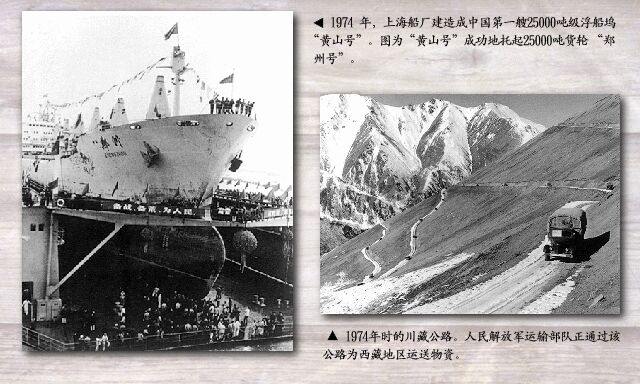 ◀ 1974 年，上海船厂建造成中国第一艘25000吨级浮船坞
“黄山号”。图为“黄山号”成功地托起25000吨货轮 “郑
州号”。
▲ 1974年时的川藏公路。人民解放军运输部队正通过该
公路为西藏地区运送物资。